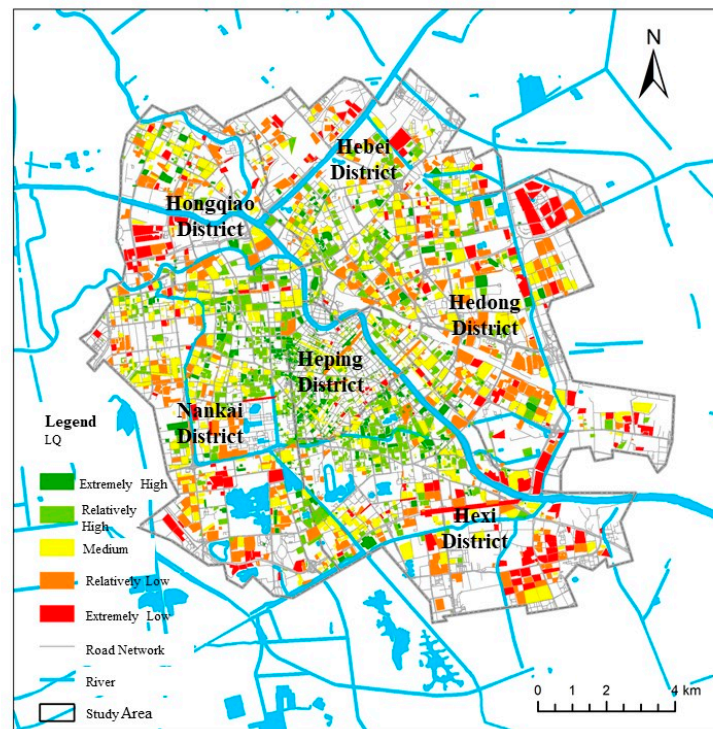 N
Hebei
District
Hongqiao
District
Hedong
District
Heping
District
Nankai
District
Hexi
District
Legend
LQ
Extremely High
Relatively
High
Medium
Relatively Low
Extremely Low
Road Network
River
Study Area
0 1 2 4 km